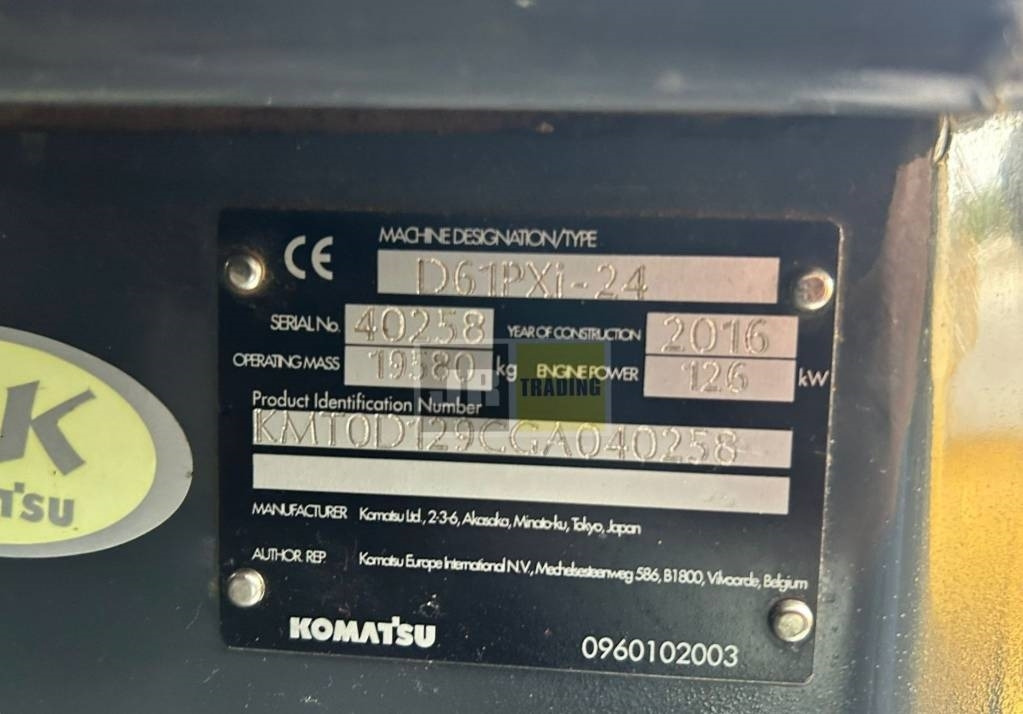 CE
MACHINE DESIGNATION/TYPE
D61PXi-24
SERIAL No. 40258 YEAR OF CONSTRUCTION 2016
OPERATING MASS 19580 kg ENGINE POWER 126 kW
TRADING
Product Identification Number
KMT0D129CGA040258
MANUFACTURER Komatsu Ltd., 2-3-6, Akasaka, Minato-ku, Tokyo, Japan
AUTHOR. REP. Komatsu Europe International N.V., Mechelsesteenweg 586, B1800, Vilvoorde, Belgium
KOMATSU
0960102003
K
TSU